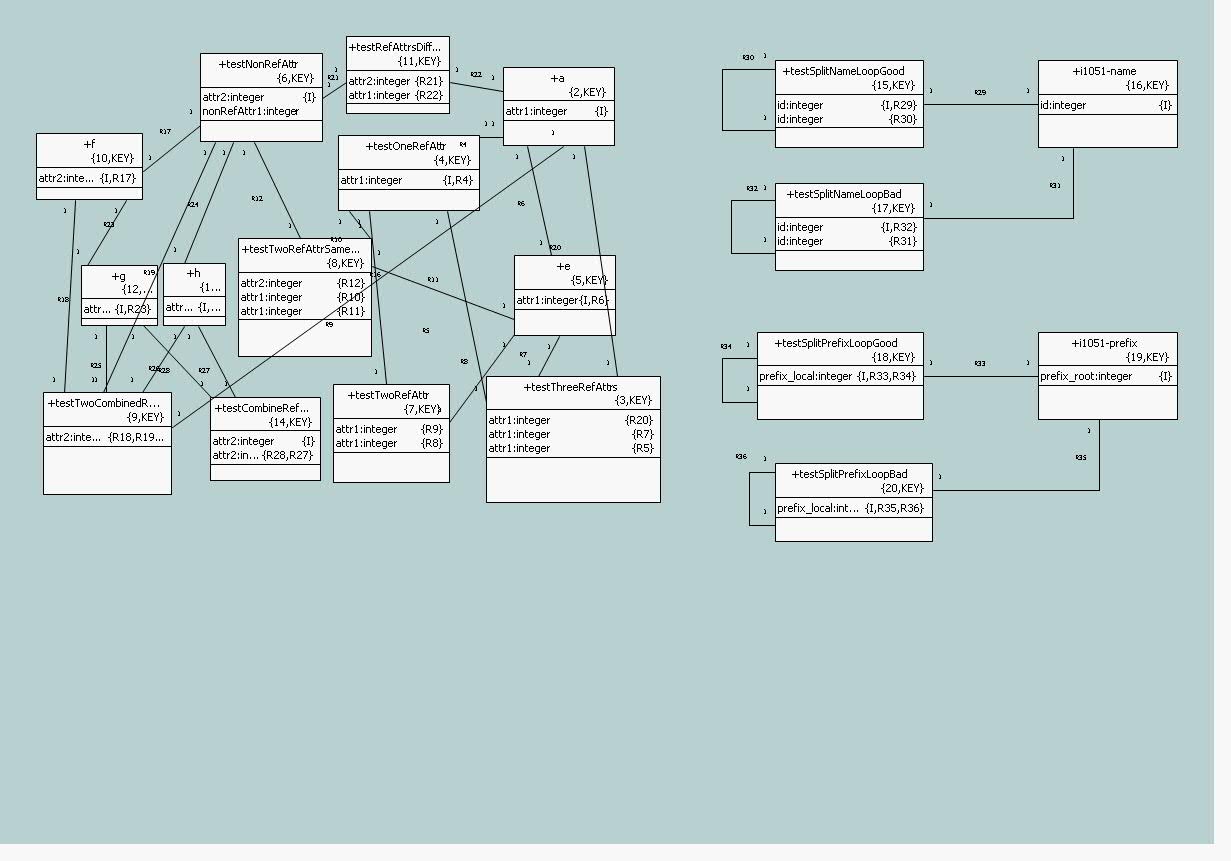 +testNonRefAttr
{6,KEY}
attr2:integer {I}
nonRefAttr1:integer
+testRefAttrsDiff...
{11,KEY}
attr2:integer {R21}
attr1:integer {R22}
+a
{2,KEY}
attr1:integer {I}
R21
R22
+f
{10,KEY}
attr2:inte... {I,R17}
R17
+testOneRefAttr
{4,KEY}
attr1:integer {I,R4}
R4
R24
R12
R6
R23
+testTwoRefAttrSame...
{8,KEY}
attr2:integer {R12}
attr1:integer {R10}
attr1:integer {R11}
R10
R16
R11
R20
+g
{12,...
attr... {I,R23}
R19
+h
{1...
attr... {I,...
+e
{5,KEY}
attr1:integer {I,R6}
R18
R9
R5
R7
R8
R25
R28
R27
+testTwoCombinedR...
{9,KEY}
attr2:inte... {R18,R19...
+testCombineRef...
{14,KEY}
attr2:integer {I}
attr2:in... {R28,R27}
+testTwoRefAttr
{7,KEY}
attr1:integer {R9}
attr1:integer {R8}
+testThreeRefAttrs
{3,KEY}
attr1:integer {R20}
attr1:integer {R7}
attr1:integer {R5}
R30
+testSplitNameLoopGood
{15,KEY}
id:integer {I,R29}
id:integer {R30}
R29
+i1051-name
{16,KEY}
id:integer {I}
R32
+testSplitNameLoopBad
{17,KEY}
id:integer {I,R32}
id:integer {R31}
R31
R34
+testSplitPrefixLoopGood
{18,KEY}
prefix_local:integer {I,R33,R34}
R33
+i1051-prefix
{19,KEY}
prefix_root:integer {I}
R36
+testSplitPrefixLoopBad
{20,KEY}
prefix_local:int... {I,R35,R36}
R35